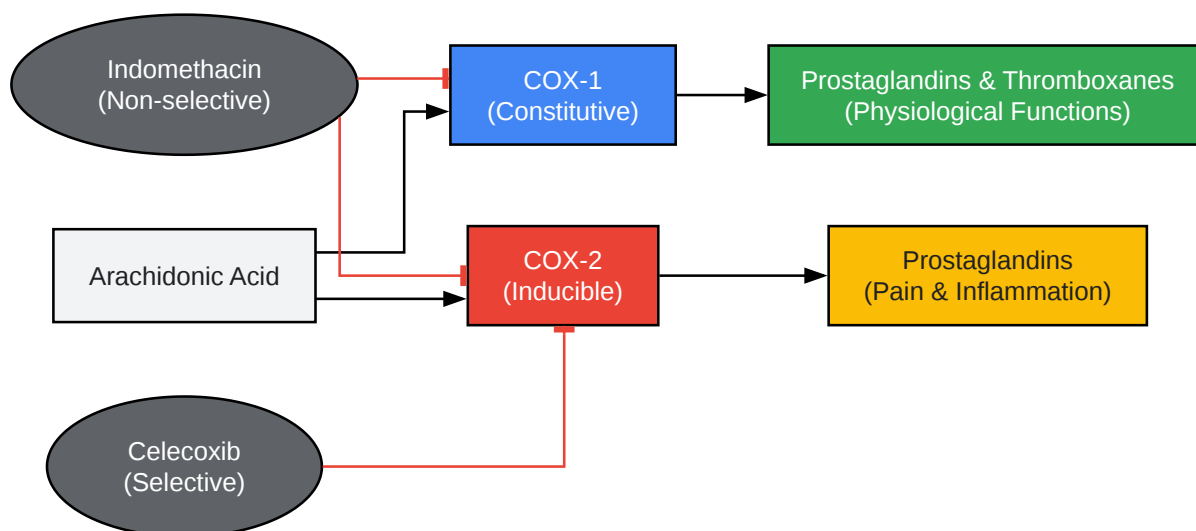 Indomethacin
(Non-selective)
COX-1
(Constitutive)
Prostaglandins & Thromboxanes
(Physiological Functions)
Arachidonic Acid
COX-2
(Inducible)
Prostaglandins
(Pain & Inflammation)
Celecoxib
(Selective)